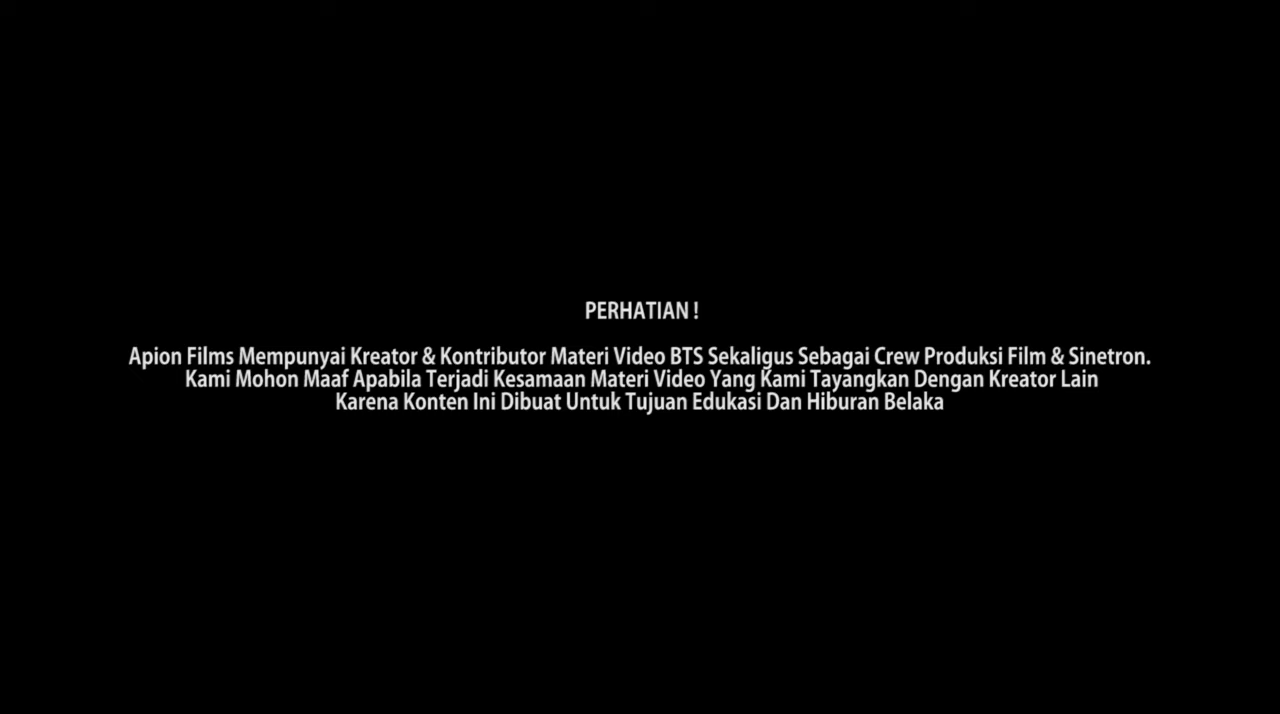 PERHATIAN !
Apion Films Mempunyai Kreator & Kontributor Materi Video BTS Sekaligus Sebagai Crew Produksi Film & Sinetron.
Kami Mohon Maaf Apabila Terjadi Kesamaan Materi Video Yang Kami Tayangkan Dengan Kreator Lain
Karena Konten Ini Dibuat Untuk Tujuan Edukasi Dan Hiburan Belaka